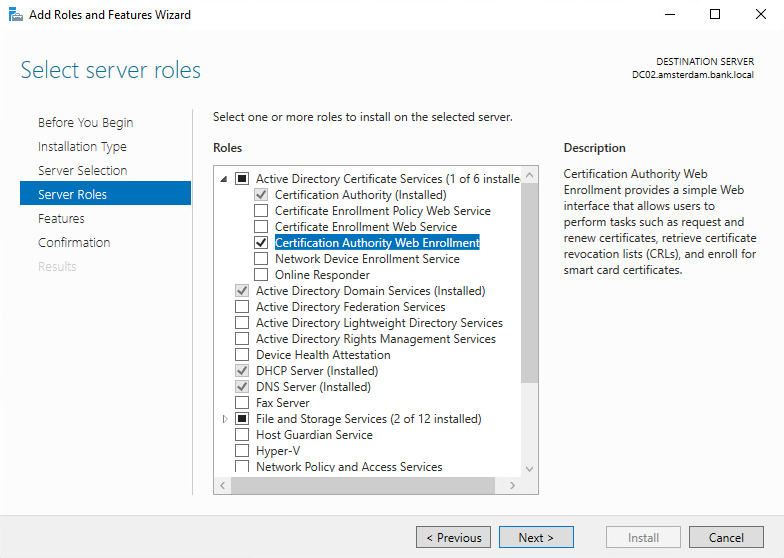 Add Roles and Features Wizard
Select server roles
DESTINATION SERVER
DC02.amsterdam.bank.local
Before You Begin
Installation Type
Server Selection
Server Roles
Features
Confirmation
Results
Select one or more roles to install on the selected server.
Roles
Active Directory Certificate Services (1 of 6 installe
Certification Authority (Installed)
Certificate Enrollment Policy Web Service
Certificate Enrollment Web Service
Certification Authority Web Enrollment
Network Device Enrollment Service
Online Responder
Active Directory Domain Services (Installed)
Active Directory Federation Services
Active Directory Lightweight Directory Services
Active Directory Rights Management Services
Device Health Attestation
DHCP Server (Installed)
DNS Server (Installed)
Fax Server
File and Storage Services (2 of 12 installed)
Host Guardian Service
Hyper-V
Network Policy and Access Services
Description
Certification Authority Web
Enrollment provides a simple Web
interface that allows users to
perform tasks such as request and
renew certificates, retrieve certificate
revocation lists (CRLs), and enroll for
smart card certificates.
< Previous
Next >
Install
Cancel